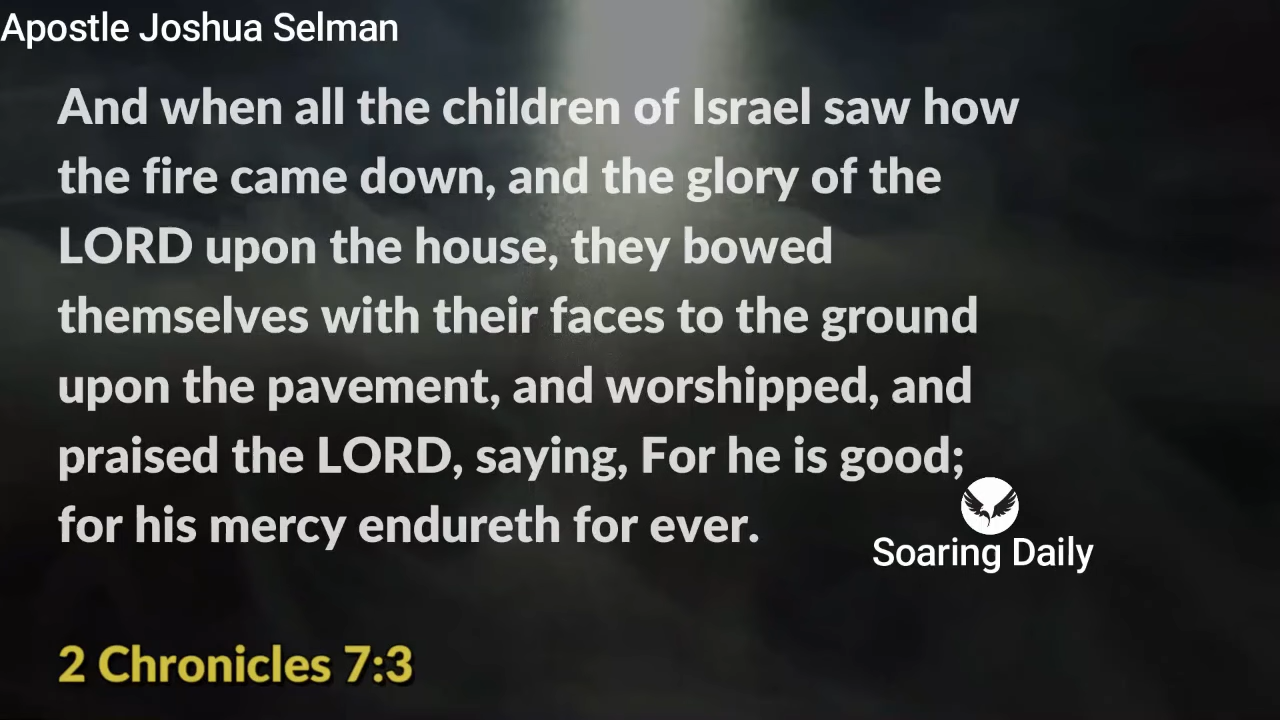 Apostle Joshua Selman
And when all the children of Israel saw how
the fire came down, and the glory of the
LORD upon the house, they bowed
themselves with their faces to the ground
upon the pavement, and worshipped, and
praised the LORD, saying, For he is good;
for his mercy endureth for ever.
Soaring Daily
2 Chronicles 7:3